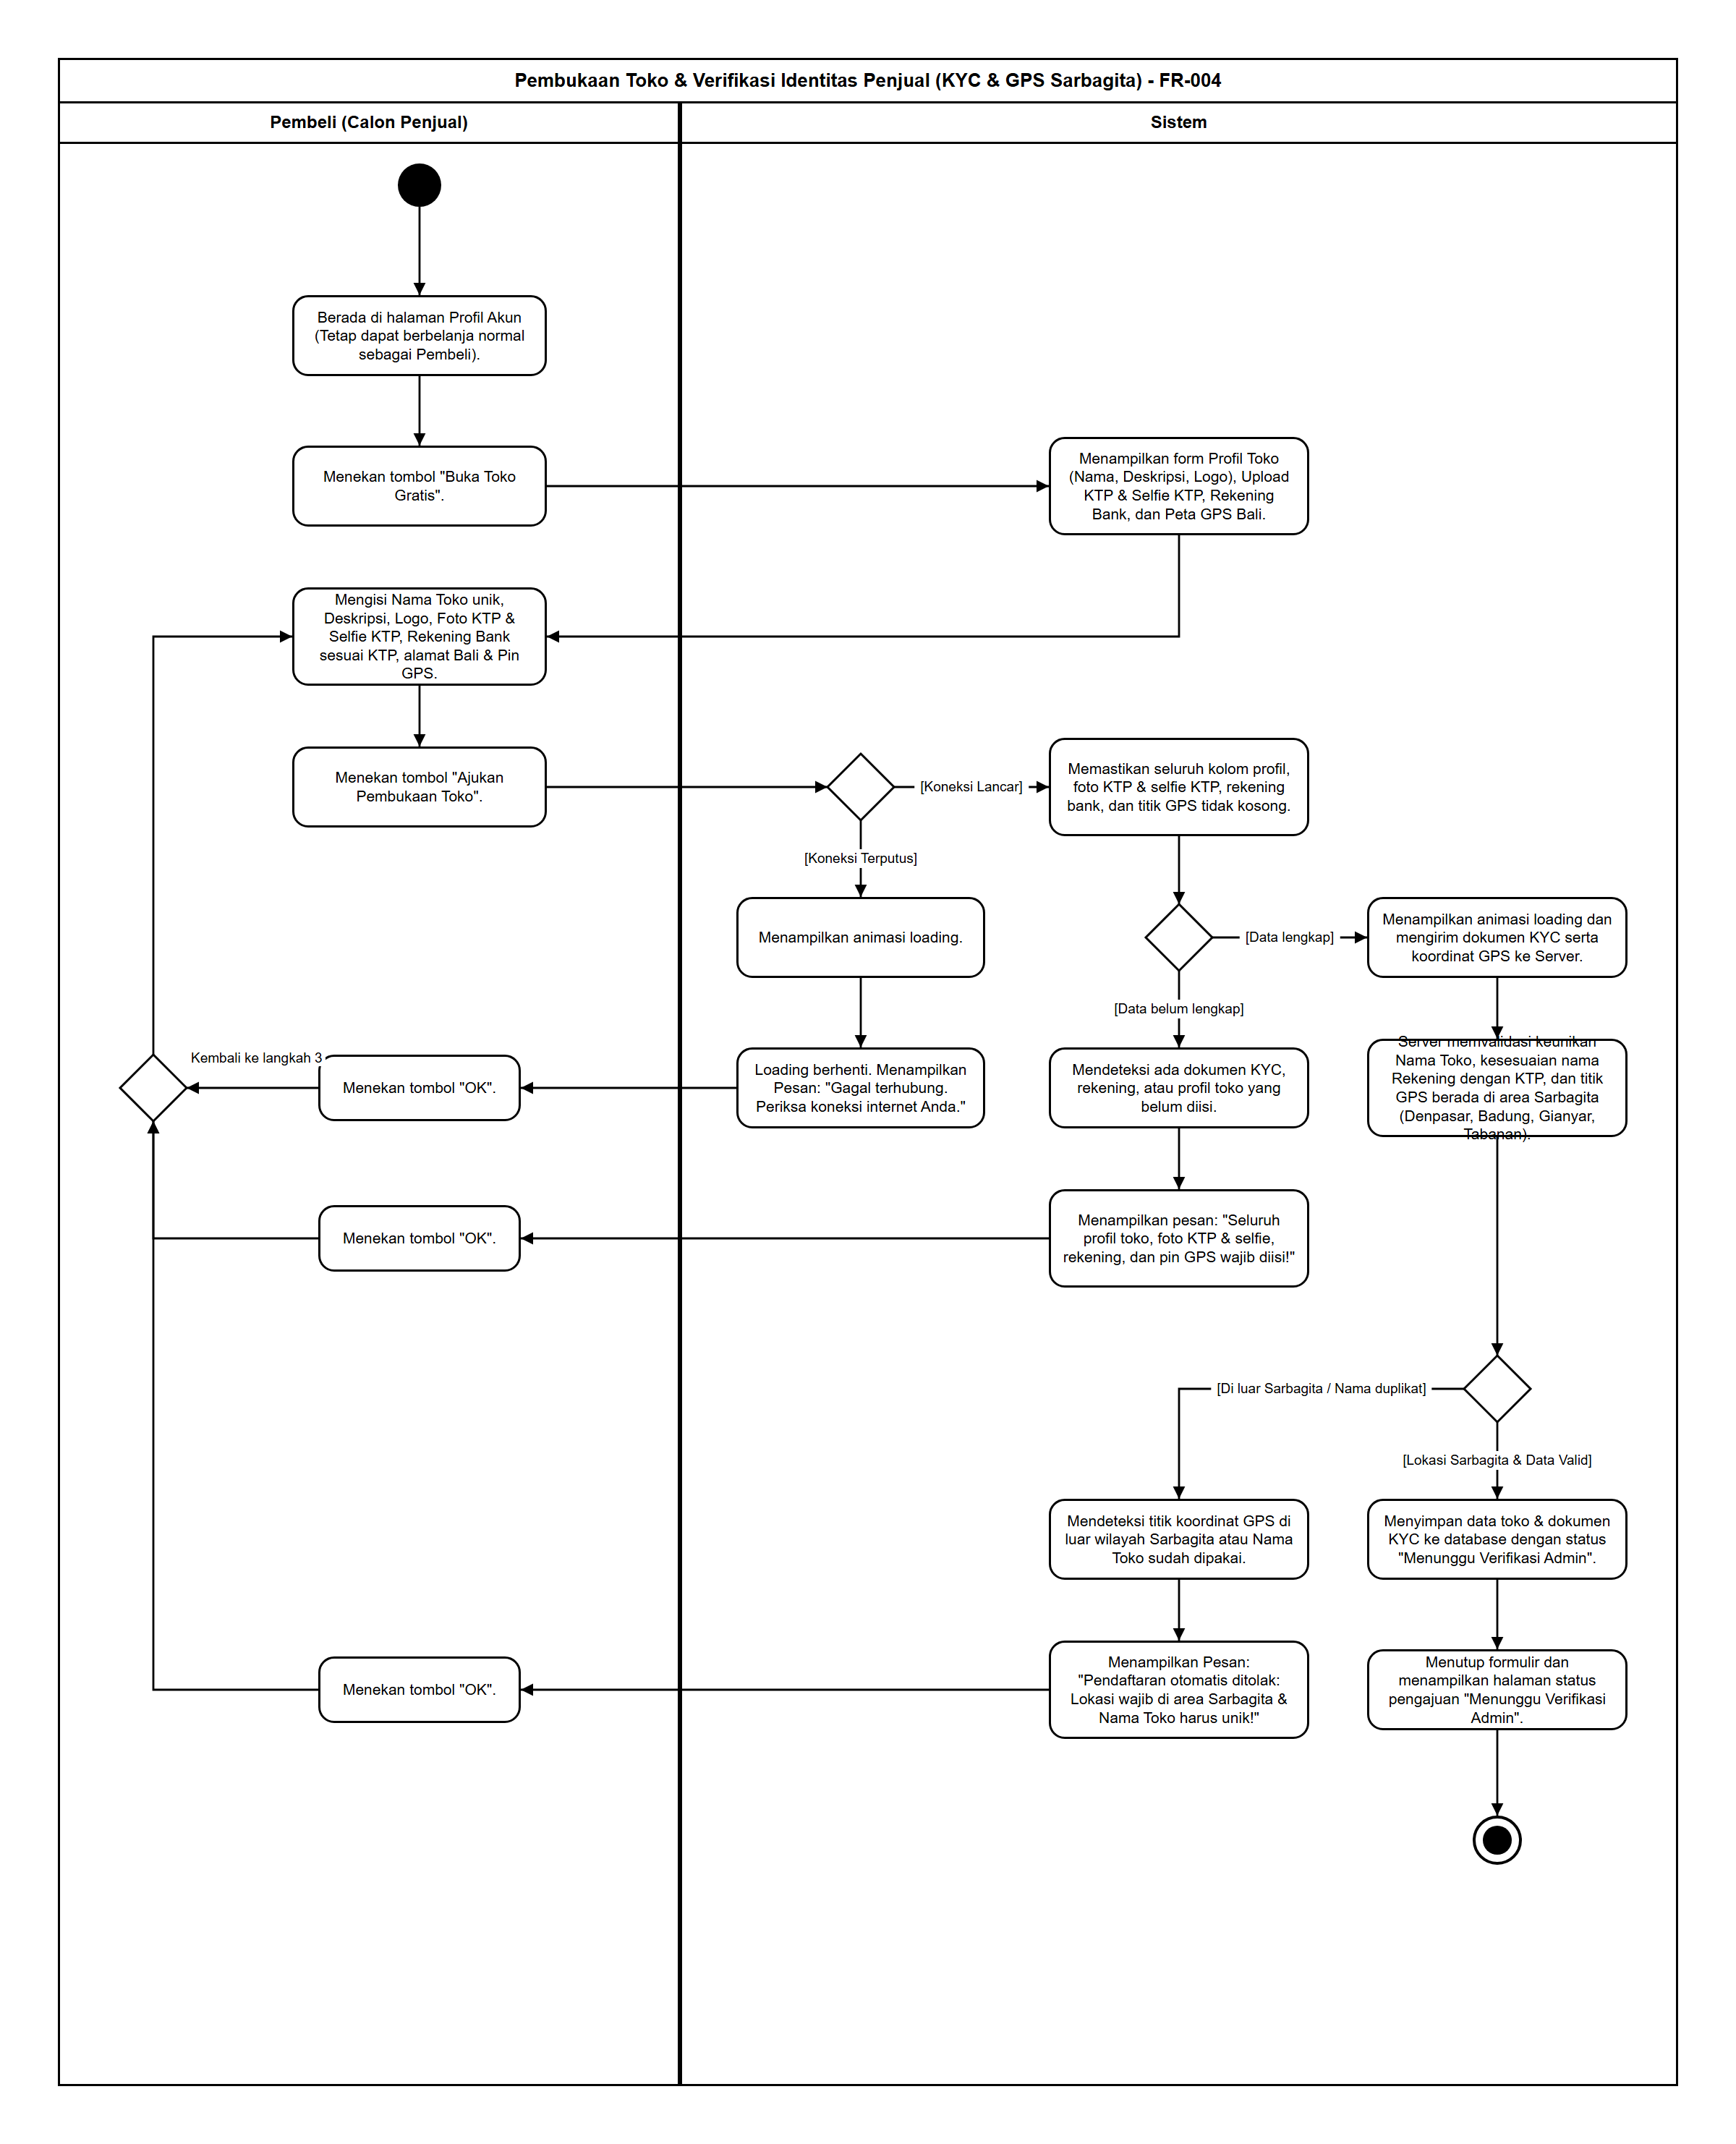 Pembukaan Toko & Verifikasi Identitas Penjual (KYC & GPS Sarbagita) - FR-004
Pembeli (Calon Penjual)
Sistem
Berada di halaman Profil Akun
(Tetap dapat berbelanja normal
sebagai Pembeli).
Menekan tombol "Buka Toko
Gratis".
Menampilkan form Profil Toko
(Nama, Deskripsi, Logo), Upload
KTP & Selfie KTP, Rekening
Bank, dan Peta GPS Bali.
Mengisi Nama Toko unik,
Deskripsi, Logo, Foto KTP &
Selfie KTP, Rekening Bank
sesuai KTP, alamat Bali & Pin
GPS.
Menekan tombol "Ajukan
Pembukaan Toko".
[Koneksi Lancar]
Memastikan seluruh kolom profil,
foto KTP & selfie KTP, rekening
bank, dan titik GPS tidak kosong.
[Koneksi Terputus]
Menampilkan animasi loading.
[Data lengkap]
Menampilkan animasi loading dan
mengirim dokumen KYC serta
koordinat GPS ke Server.
[Data belum lengkap]
Kembali ke langkah 3
Menekan tombol "OK".
Loading berhenti. Menampilkan
Pesan: "Gagal terhubung.
Periksa koneksi internet Anda."
Mendeteksi ada dokumen KYC,
rekening, atau profil toko yang
belum diisi.
Server memvalidasi keunikan
Nama Toko, kesesuaian nama
Rekening dengan KTP, dan titik
GPS berada di area Sarbagita
(Denpasar, Badung, Gianyar,
Tabanan).
Menekan tombol "OK".
Menampilkan pesan: "Seluruh
profil toko, foto KTP & selfie,
rekening, dan pin GPS wajib diisi!"
[Di luar Sarbagita / Nama duplikat]
[Lokasi Sarbagita & Data Valid]
Mendeteksi titik koordinat GPS di
luar wilayah Sarbagita atau Nama
Toko sudah dipakai.
Menyimpan data toko & dokumen
KYC ke database dengan status
"Menunggu Verifikasi Admin".
Menekan tombol "OK".
Menampilkan Pesan:
"Pendaftaran otomatis ditolak:
Lokasi wajib di area Sarbagita &
Nama Toko harus unik!"
Menutup formulir dan
menampilkan halaman status
pengajuan "Menunggu Verifikasi
Admin".